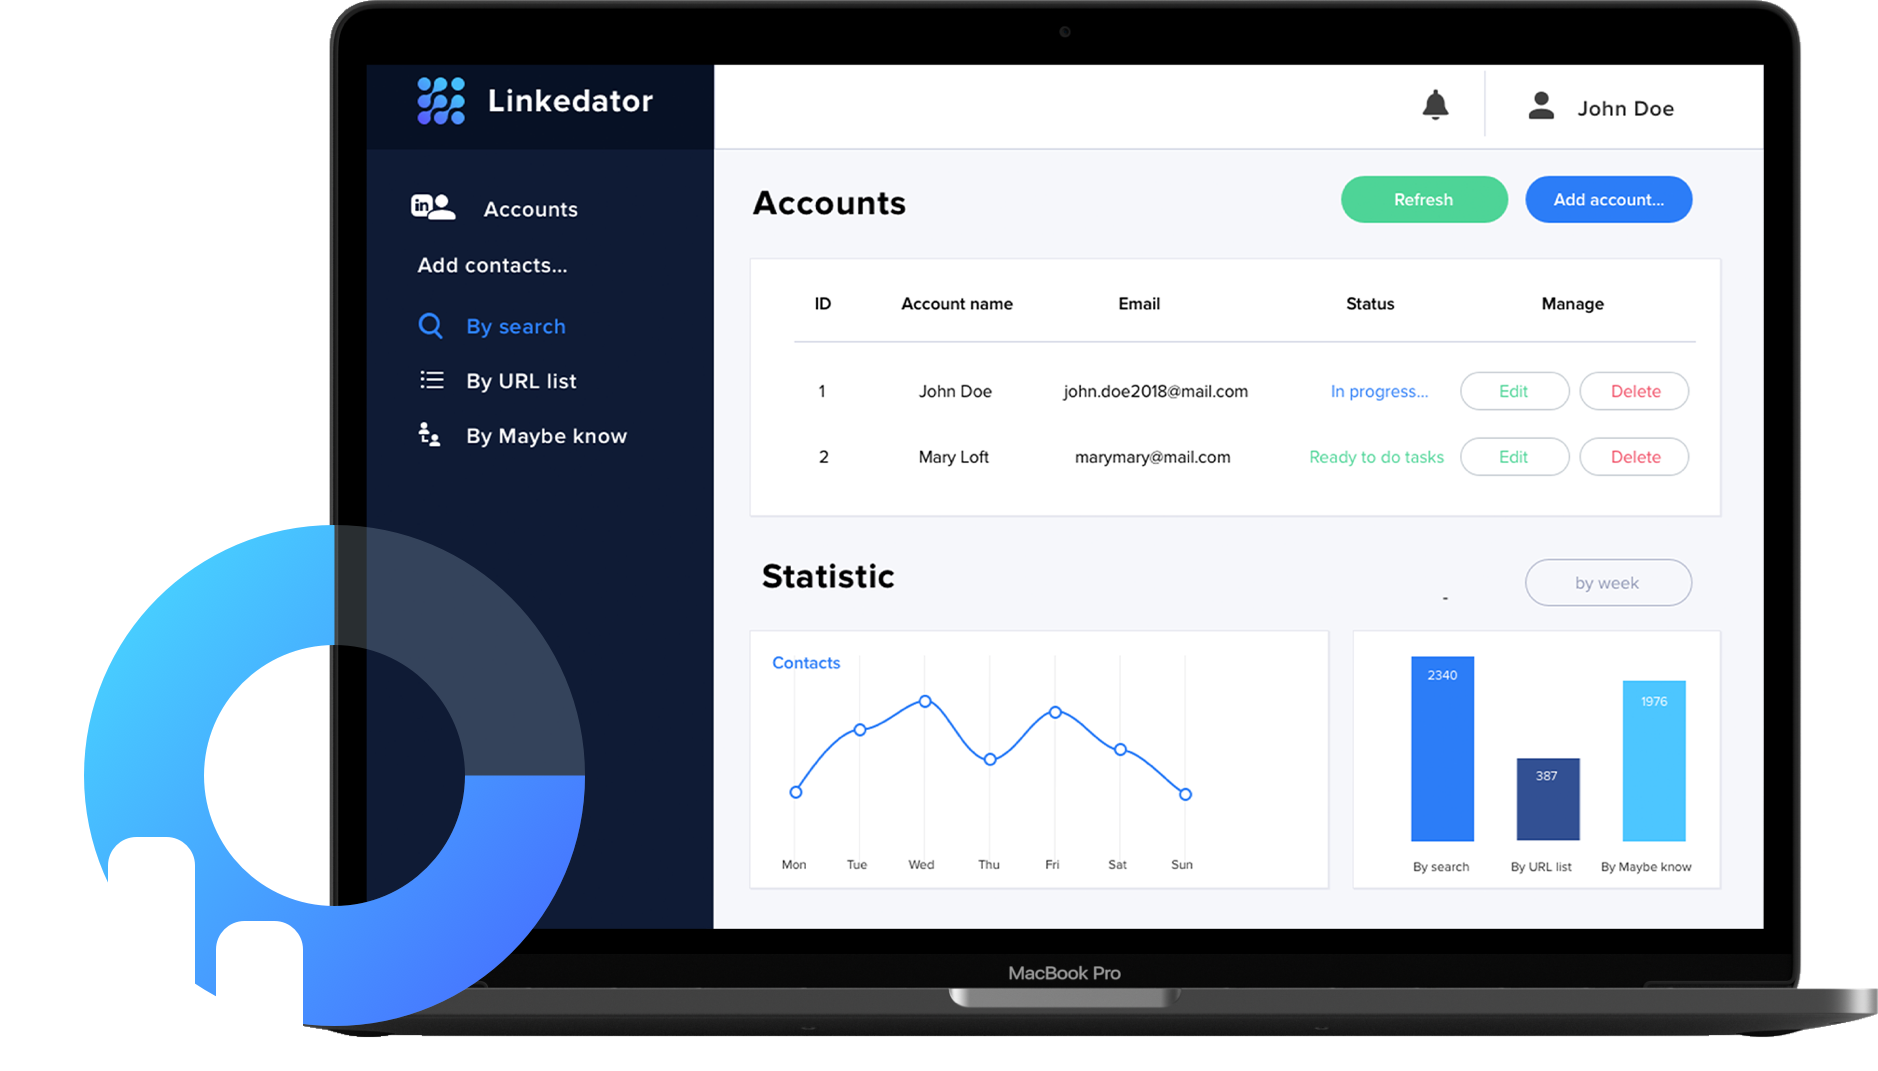 Linkedator
John Doe
in Accounts
Add contacts...
By search
By URL list
By Maybe know
Accounts
Refresh
Add account...
ID Account name Email Status Manage
1 John Doe john.doe2018@mail.com In progress... Edit Delete
2 Mary Loft marymary@mail.com Ready to do tasks Edit Delete
Statistic
-
by week
Contacts
Mon Tue Wed Thu Fri Sat Sun
2340
387
1976
By search By URL list By Maybe know
MacBook Pro